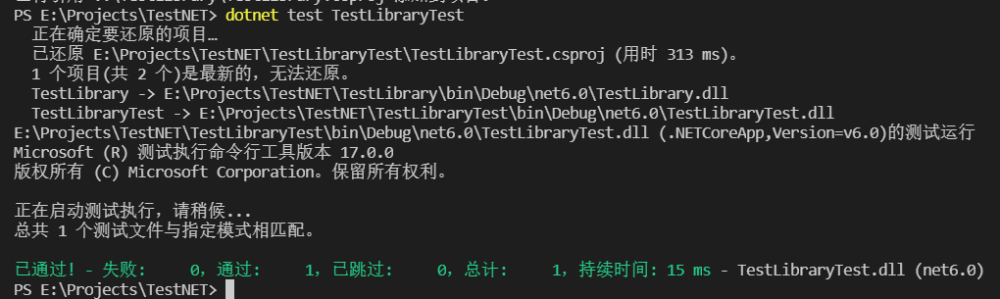 PS E:\Projects\TestNET> dotnet test TestLibraryTest
正在确定要还原的项目…
已还原 E:\Projects\TestNET\TestLibraryTest\TestLibraryTest.csproj (用时 313 ms)。
1 个项目(共 2 个)是最新的，无法还原。
TestLibrary -> E:\Projects\TestNET\TestLibrary\bin\Debug\net6.0\TestLibrary.dll
TestLibraryTest -> E:\Projects\TestNET\TestLibraryTest\bin\Debug\net6.0\TestLibraryTest.dll
E:\Projects\TestNET\TestLibraryTest\bin\Debug\net6.0\TestLibraryTest.dll (.NETCoreApp,Version=v6.0)的测试运行
Microsoft (R) 测试执行命令行工具版本 17.0.0
版权所有 (C) Microsoft Corporation。保留所有权利。
正在启动测试执行，请稍候...
总共 1 个测试文件与指定模式相匹配。
已通过! - 失败:     0，通过:     1，已跳过:     0，总计:     1，持续时间: 15 ms - TestLibraryTest.dll (net6.0)
PS E:\Projects\TestNET>